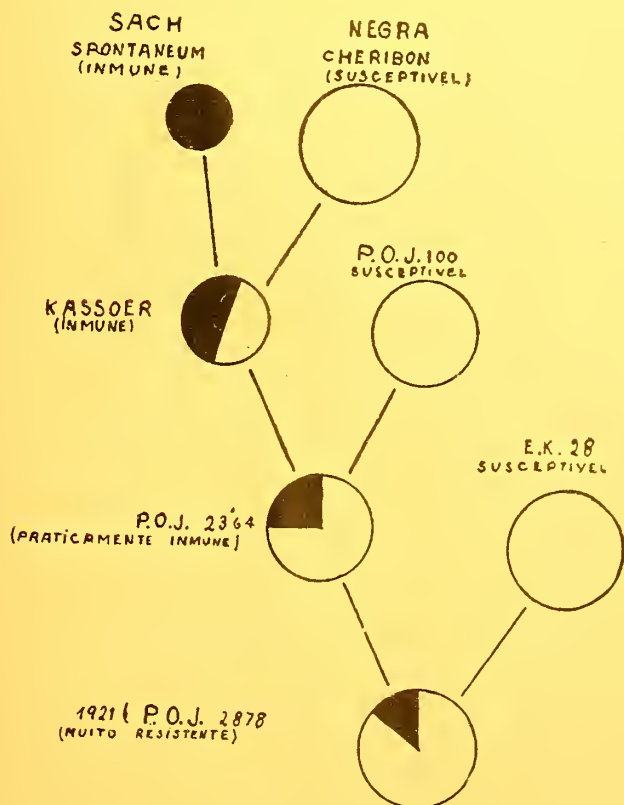 SACH
SPONTANEUM
(INMUNE)
NEGRA
CHERIBON
(SUSCEPTIVEL)
P.O.J. 100
SUSCEPTIVEL
KASSOER
(INMUNE)
E.K. 28
SUSCEPTIVEL
P.O.J. 2364
(PRATICAMENTE INMUNE)
1921 ( P.O.J. 2878
(MUITO RESISTENTE)